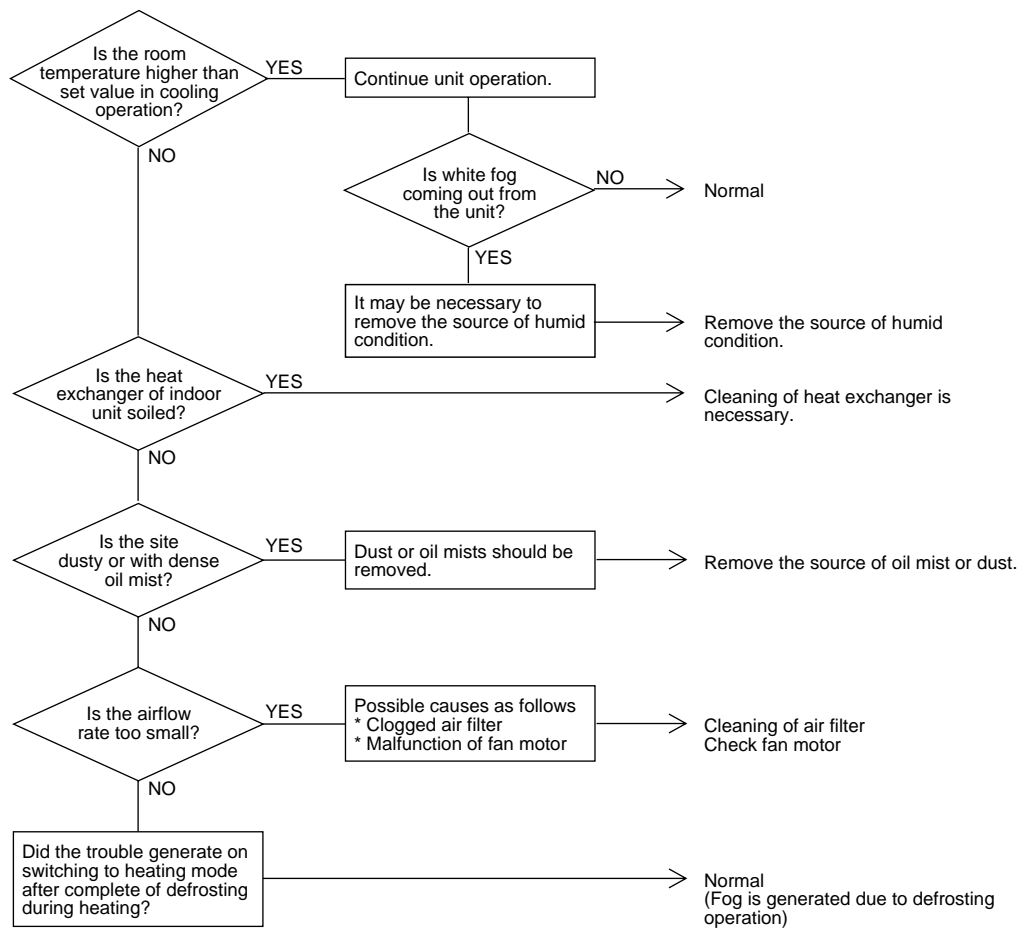 Is the room
temperature higher than
set value in cooling
operation?
YES
Continue unit operation.
NO
Is white fog
coming out from
the unit?
NO
Normal
YES
It may be necessary to
remove the source of humid
condition.
Remove the source of humid
condition.
Is the heat
exchanger of indoor
unit soiled?
YES
Cleaning of heat exchanger is
necessary.
NO
Is the site
dusty or with dense
oil mist?
YES
Dust or oil mists should be
removed.
Remove the source of oil mist or dust.
NO
Is the airflow
rate too small?
YES
Possible causes as follows
* Clogged air filter
* Malfunction of fan motor
Cleaning of air filter
Check fan motor
NO
Did the trouble generate on
switching to heating mode
after complete of defrosting
during heating?
Normal
(Fog is generated due to defrosting
operation)